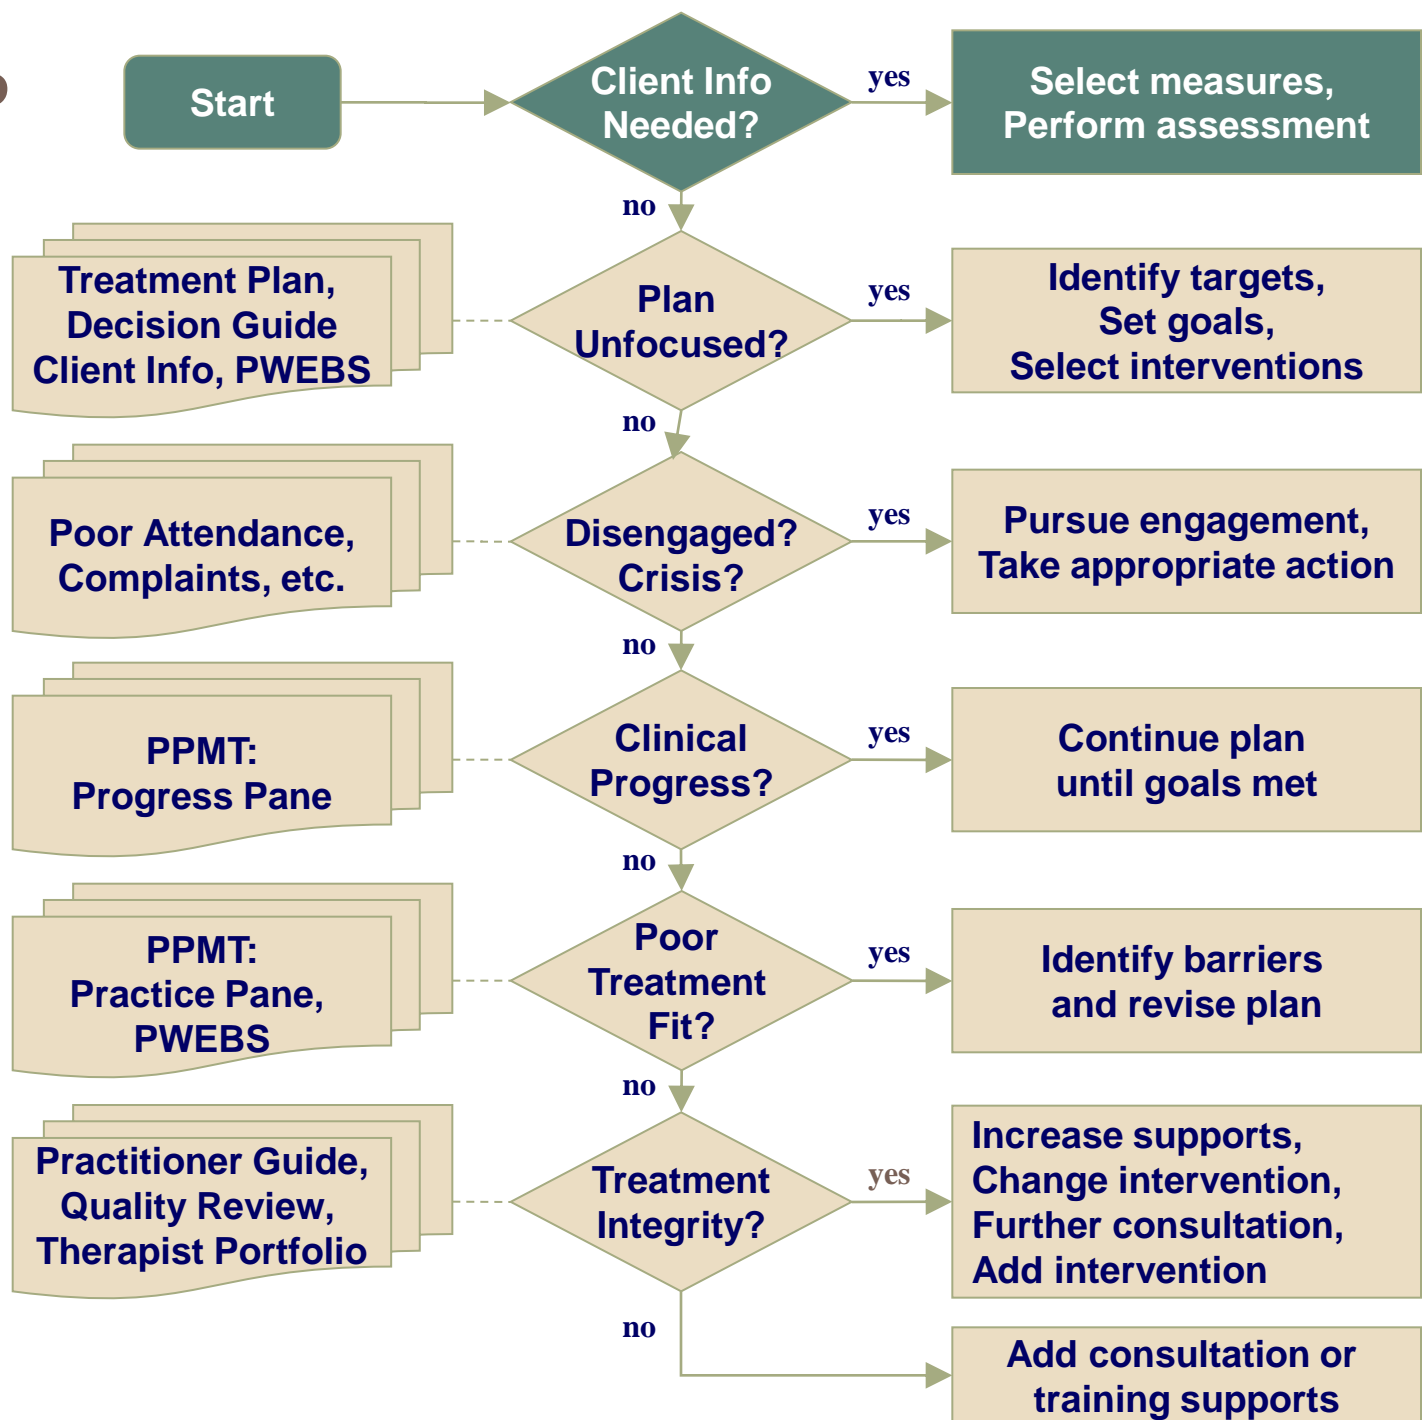 Start
Client Info
Needed?
yes
Select measures,
Perform assessment
no
Treatment Plan,
Decision Guide
Client Info, PWEBS
Plan
Unfocused?
yes
Identify targets,
Set goals,
Select interventions
no
Poor Attendance,
Complaints, etc.
Disengaged?
Crisis?
yes
Pursue engagement,
Take appropriate action
no
PPMT:
Progress Pane
Clinical
Progress?
yes
Continue plan
until goals met
no
PPMT:
Practice Pane,
PWEBS
Poor
Treatment
Fit?
yes
Identify barriers
and revise plan
no
Practitioner Guide,
Quality Review,
Therapist Portfolio
Treatment
Integrity?
yes
Increase supports,
Change intervention,
Further consultation,
Add intervention
no
Add consultation or
training supports